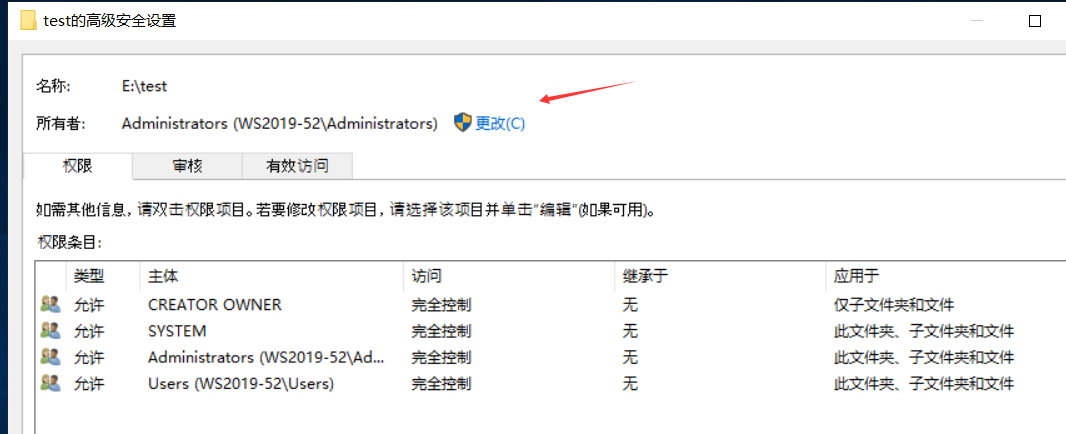 test的高级安全设置
名称: E:\test
所有者: Administrators (WS2019-52\Administrators) 更改(C)
权限 审核 有效访问
如需其他信息，请双击权限项目。若要修改权限项目，请选择该项目并单击“编辑”(如果可用)。
权限条目:
类型 主体 访问 继承于 应用于
允许 CREATOR OWNER 完全控制 无 仅子文件夹和文件
允许 SYSTEM 完全控制 无 此文件夹、子文件夹和文件
允许 Administrators (WS2019-52\Ad... 完全控制 无 此文件夹、子文件夹和文件
允许 Users (WS2019-52\Users) 完全控制 无 此文件夹、子文件夹和文件